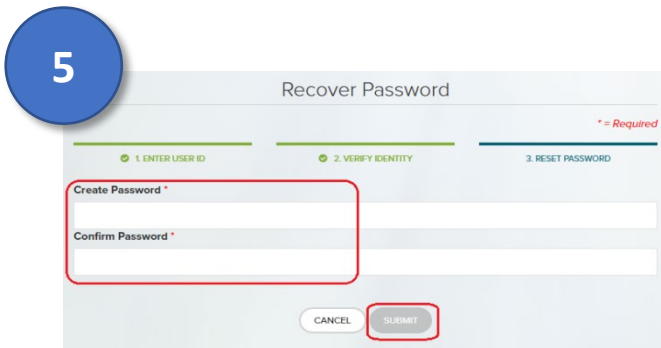 5
Recover Password
* = Required
1. ENTER USER ID 2. VERIFY IDENTITY 3. RESET PASSWORD
Create Password *
Confirm Password *
CANCEL SUBMIT